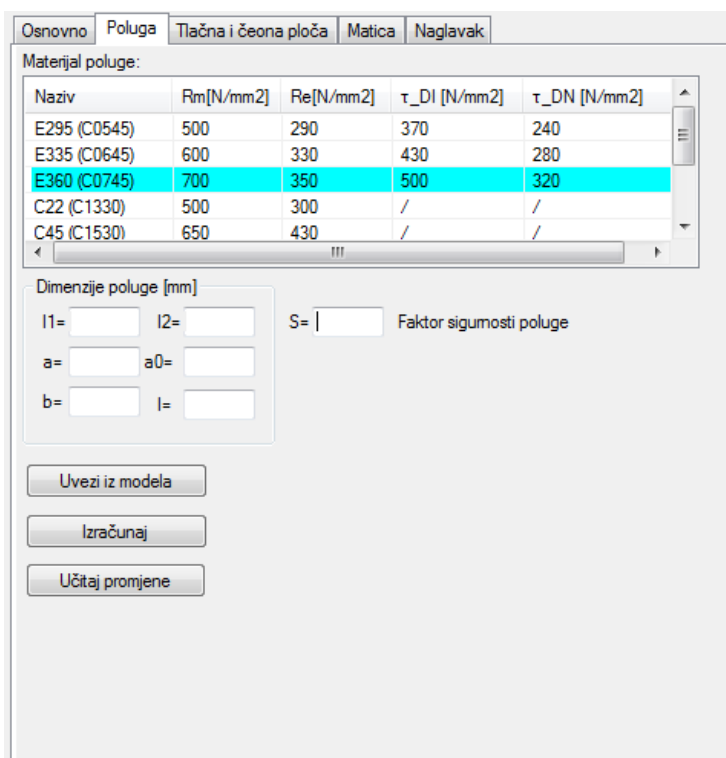 Osnovno Poluga Tlačna i čeona ploča Matica Naglavak
Materijal poluge:
Naziv Rm[N/mm2] Re[N/mm2] τ_DI [N/mm2] τ_DN [N/mm2]
E295 (C0545) 500 290 370 240
E335 (C0645) 600 330 430 280
E360 (C0745) 700 350 500 320
C22 (C1330) 500 300 / /
C45 (C1530) 650 430 / /
Dimenzije poluge [mm]
l1= l2= S= Faktor sigurnosti poluge
a= a0=
b= l=
Uvezi iz modela
Izračunaj
Učitaj promjene